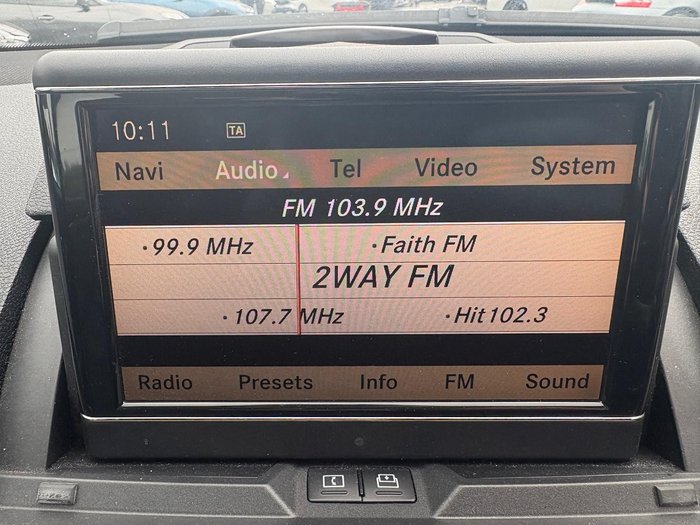 10:11 TA
Navi Audio Tel Video System
FM 103.9 MHz
·99.9 MHz ·Faith FM
2WAY FM
·107.7 MHz ·Hit102.3
Radio Presets Info FM Sound